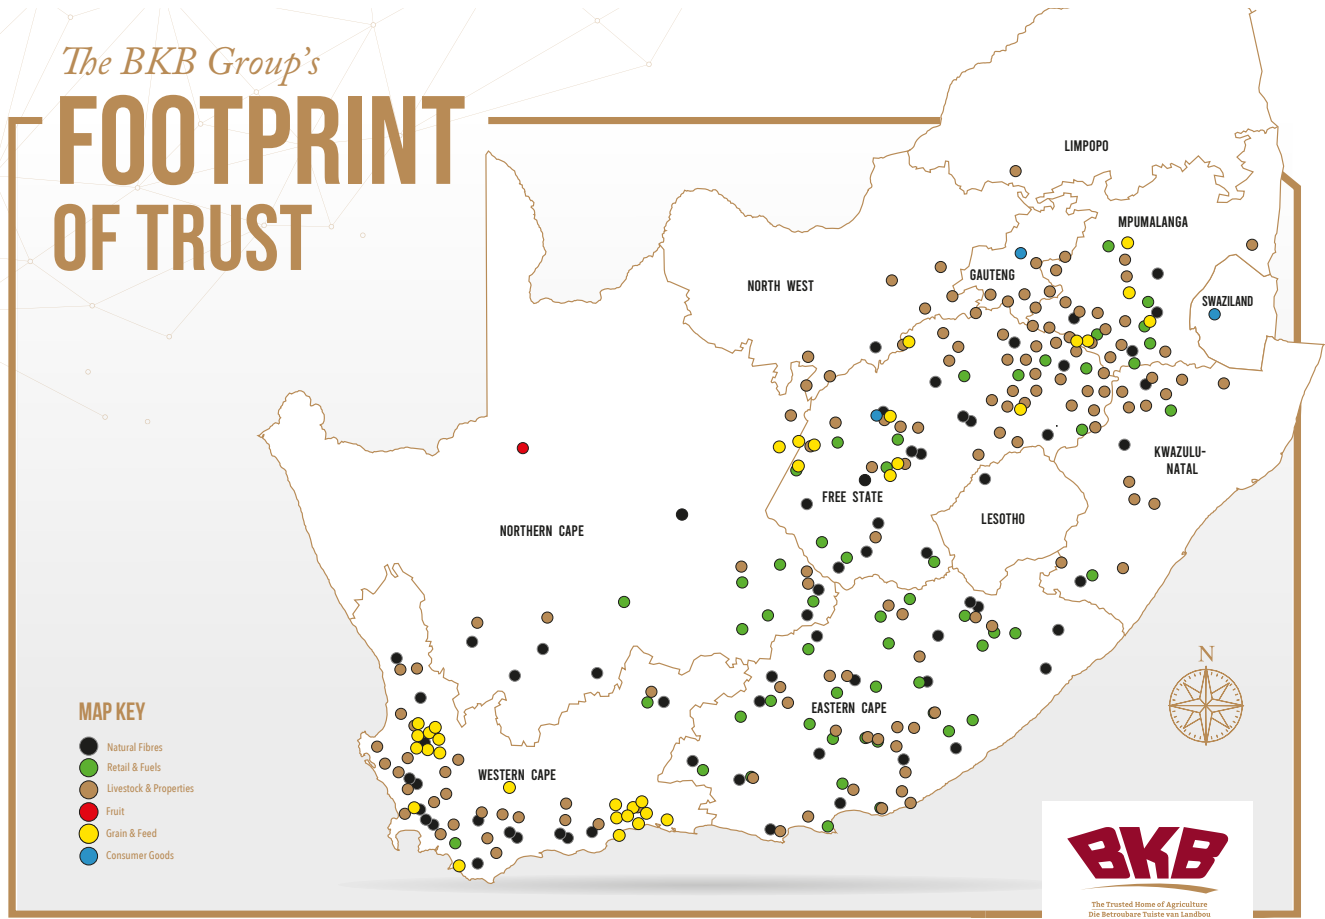 The BKB Group's
FOOTPRINT
OF TRUST
LIMPOPO
MPUMALANGA
GAUTENG
NORTH WEST
SWAZILAND
KWAZULU-
NATAL
FREE STATE
LESOTHO
NORTHERN CAPE
EASTERN CAPE
WESTERN CAPE
N
MAP KEY
Natural Fibres
Retail & Fuels
Livestock & Properties
Fruit
Grain & Feed
Consumer Goods
BKB
The Trusted Home of Agriculture
Die Betroubare Tuiste van Landbou